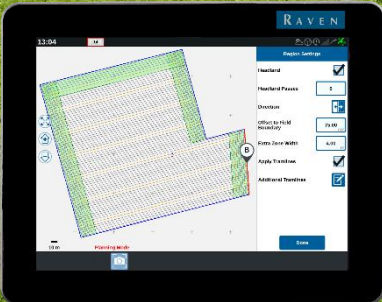 RAVEN
13:04
Region Settings
Headland
Headland Passes
Direction
Offset to Field
Boundary
Extra Zone Width
Apply Tramlines
Additional Tramlines
B
10 m
Planning Mode
Done